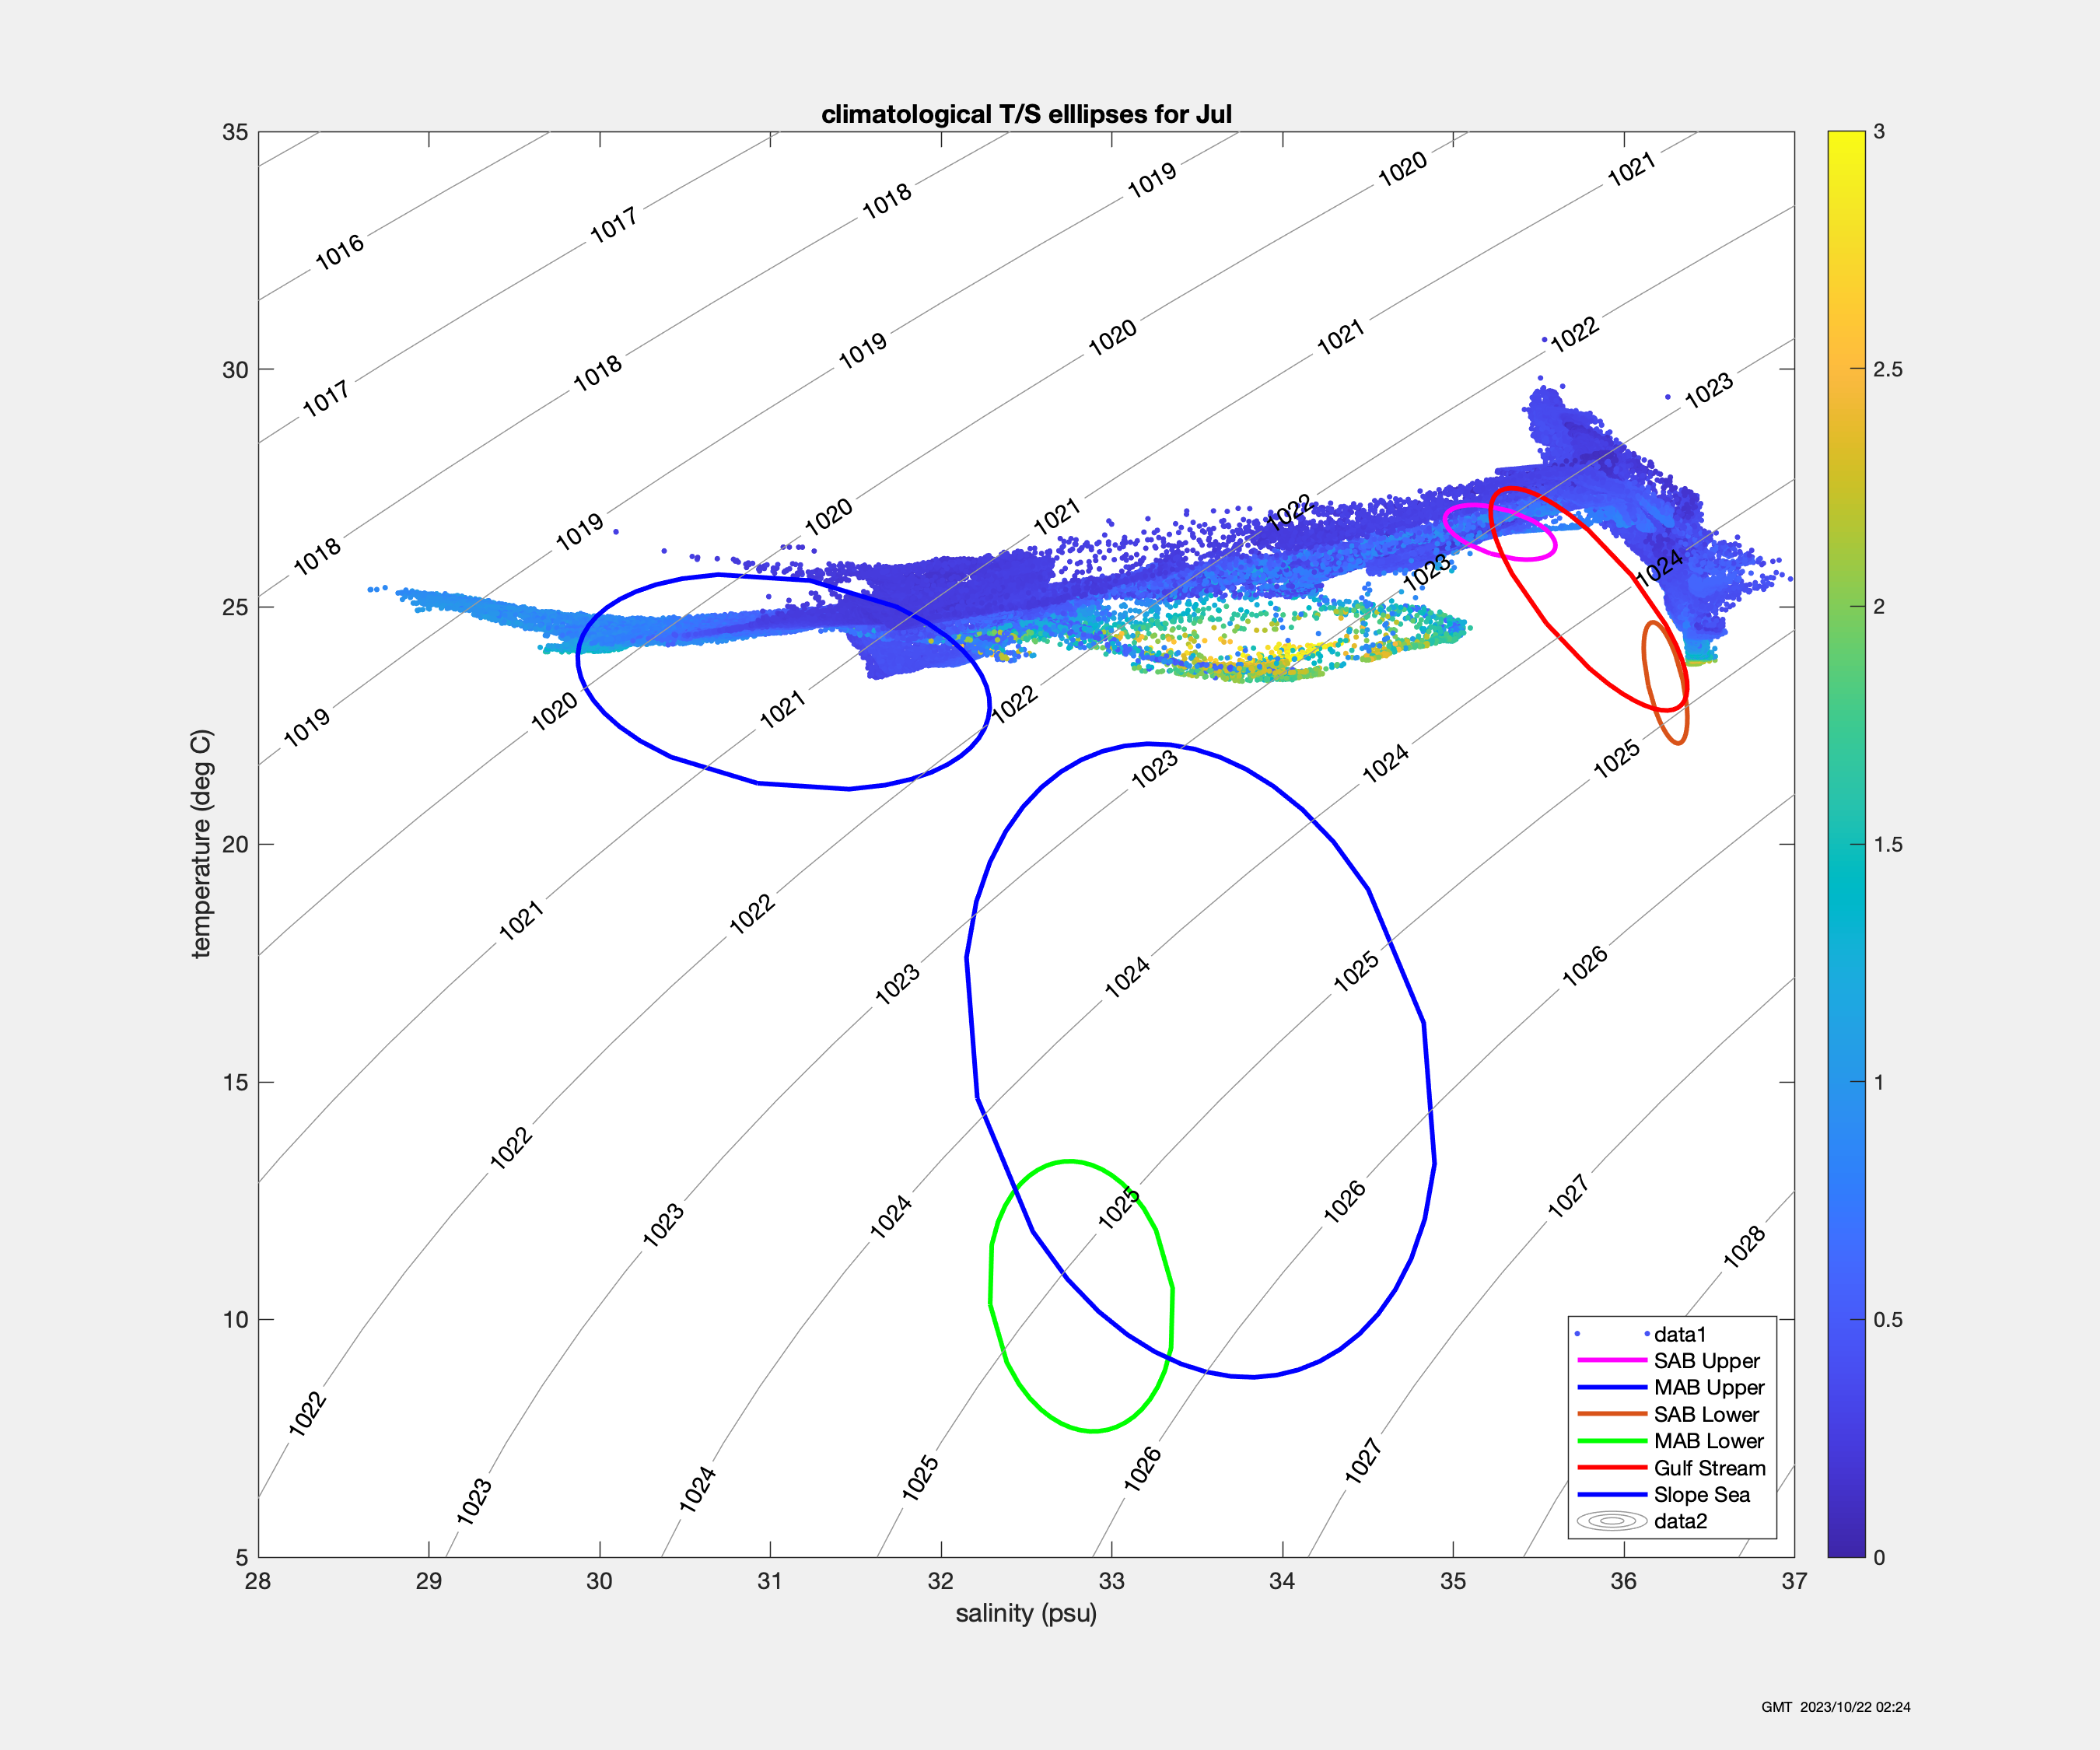 climatological T/S elllipses for Jul
35
30
25
20
15
10
5
temperature (deg C)
28 29 30 31 32 33 34 35 36 37
salinity (psu)
1016 1017 1018 1019 1020 1021
1017 1018 1019 1020 1021 1022 1023
1018 1019 1020 1021 1022 1023 1024
1019 1020 1021 1022 1023 1024 1025
1021 1022 1023 1024 1025 1026
1022 1023 1024 1025 1026 1027 1028
1022 1023 1024 1025 1026 1027
data1
SAB Upper
MAB Upper
SAB Lower
MAB Lower
Gulf Stream
Slope Sea
data2
3
2.5
2
1.5
1
0.5
0
GMT 2023/10/22 02:24